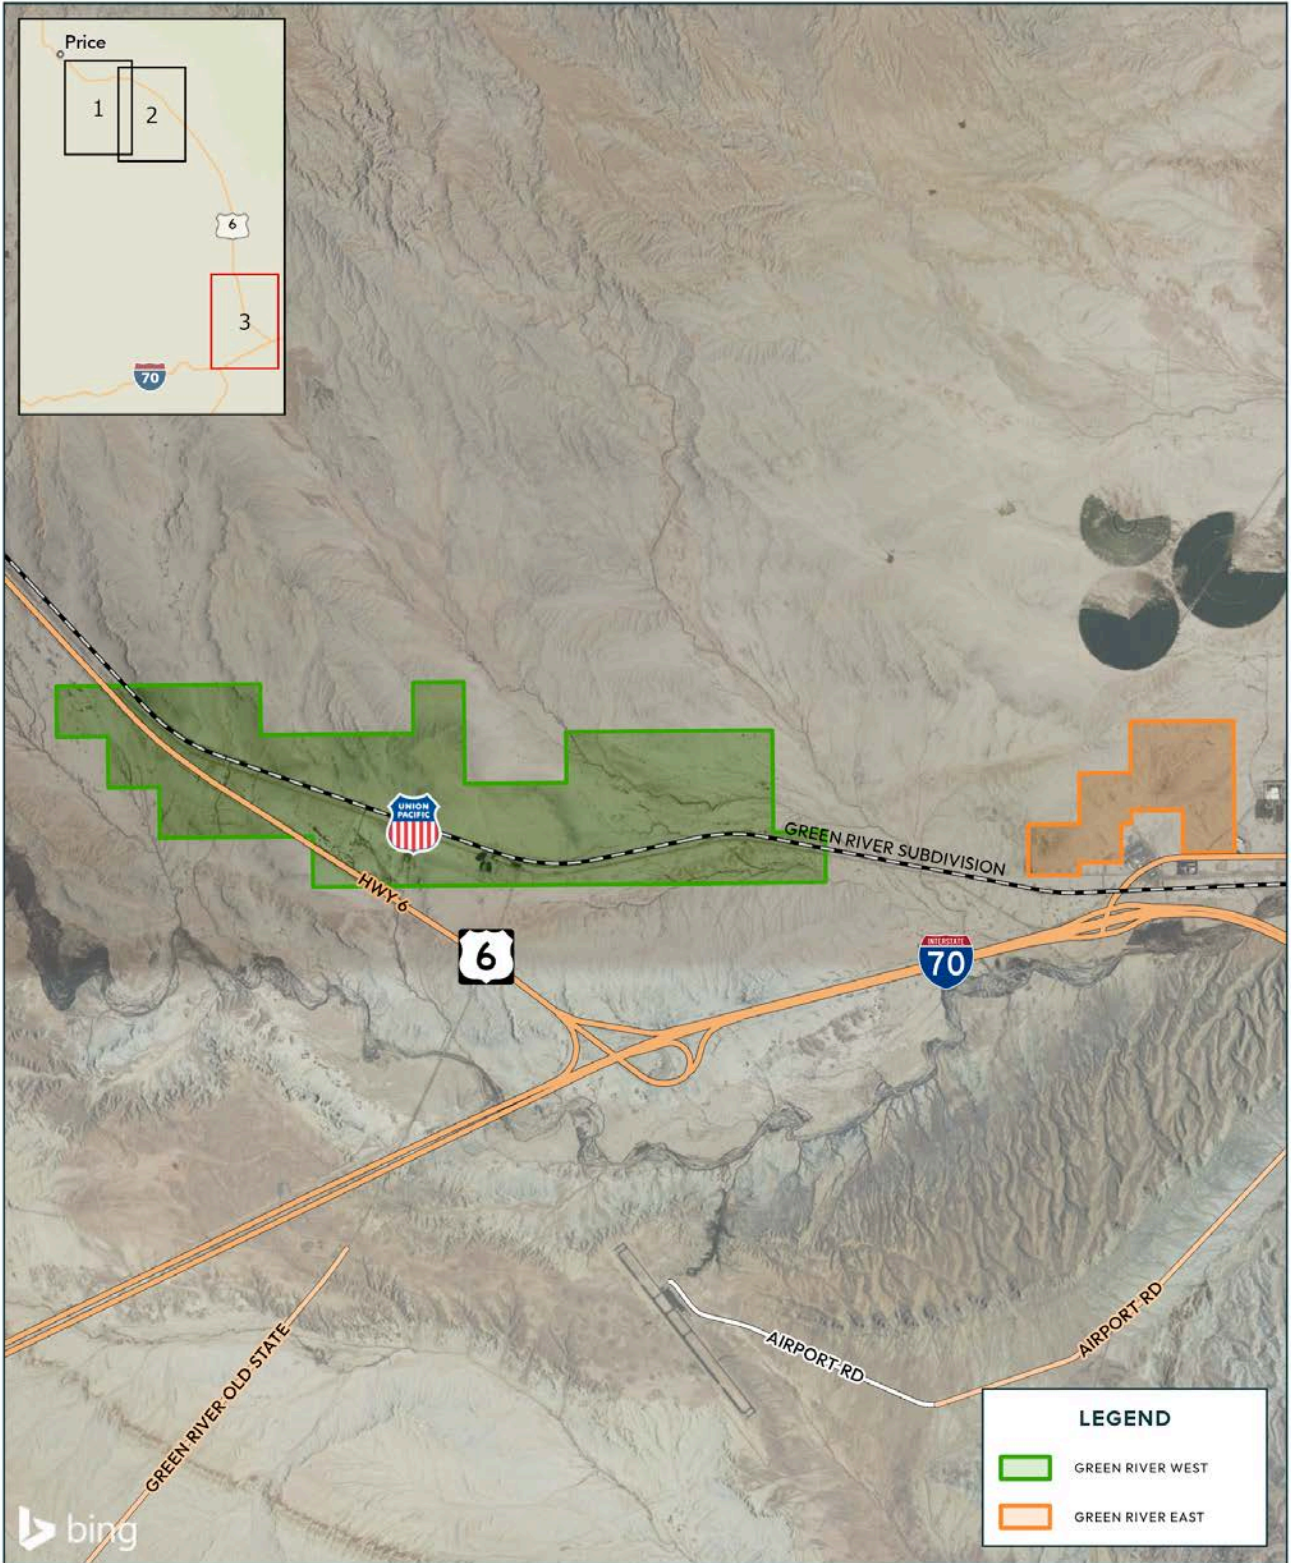 Price
1
2
6
3
70
UNION
PACIFIC
GREEN RIVER SUBDIVISION
HWY 6
6
INTERSTATE
70
AIRPORT RD
AIRPORT RD
GREEN RIVER OLD STATE
LEGEND
GREEN RIVER WEST
GREEN RIVER EAST
bing